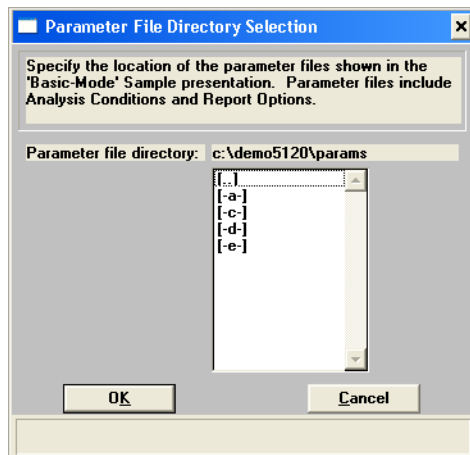 Parameter File Directory Selection
Specify the location of the parameter files shown in the
'Basic-Mode' Sample presentation. Parameter files include
Analysis Conditions and Report Options.
Parameter file directory: c:\demo5120\params
[..]
[-a-]
[-c-]
[-d-]
[-e-]
OK Cancel